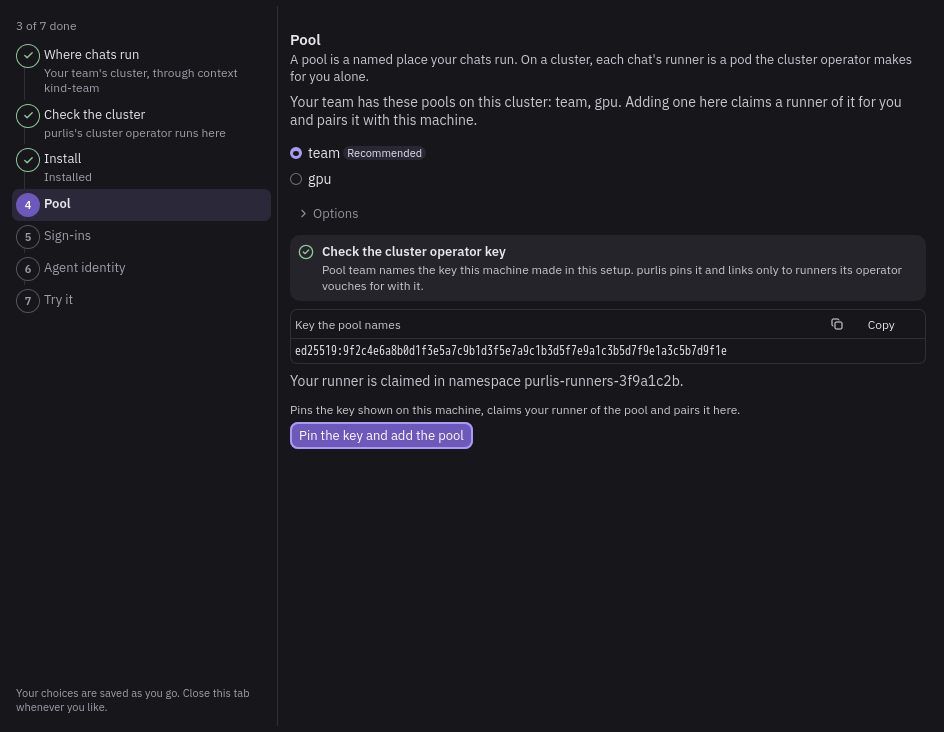 3 of 7 done
Where chats run
Your team's cluster, through context
kind-team
Check the cluster
purlis's cluster operator runs here
Install
Installed
4 Pool
5 Sign-ins
6 Agent identity
7 Try it
Your choices are saved as you go. Close this tab
whenever you like.
Pool
A pool is a named place your chats run. On a cluster, each chat's runner is a pod the cluster operator makes
for you alone.
Your team has these pools on this cluster: team, gpu. Adding one here claims a runner of it for you
and pairs it with this machine.
team Recommended
gpu
Options
Check the cluster operator key
Pool team names the key this machine made in this setup. purlis pins it and links only to runners its operator
vouches for with it.
Key the pool names Copy
ed25519:9f2c4e6a8b0d1f3e5a7c9b1d3f5e7a9c1b3d5f7e9a1c3b5d7f9e1a3c5b7d9f1e
Your runner is claimed in namespace purlis-runners-3f9a1c2b.
Pins the key shown on this machine, claims your runner of the pool and pairs it here.
Pin the key and add the pool